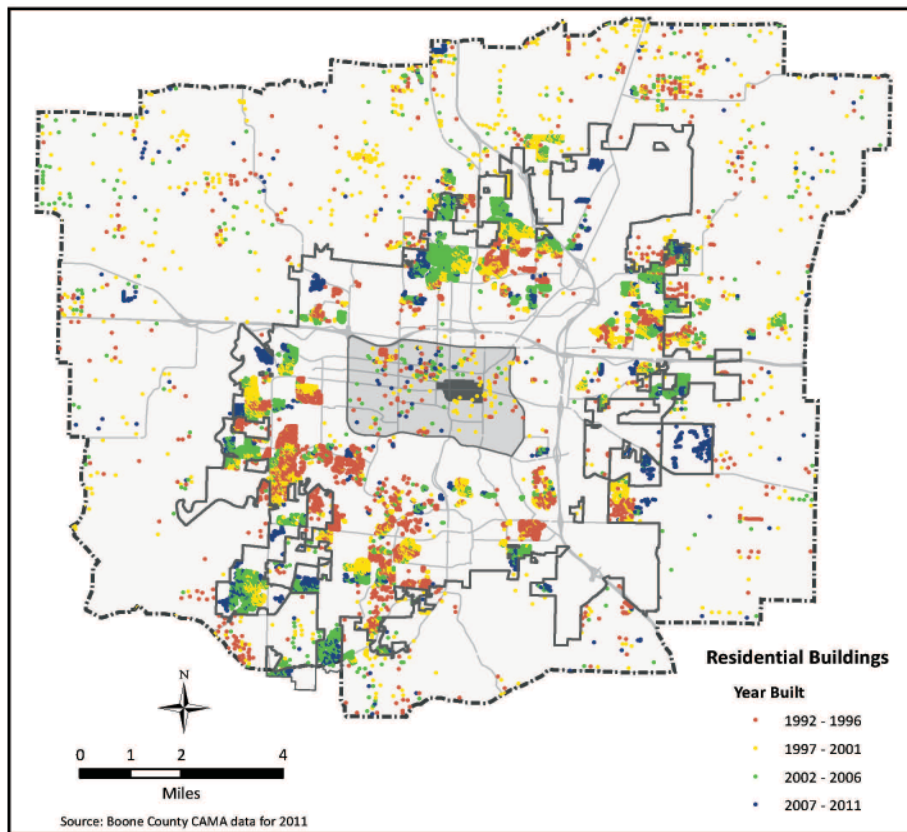 Residential Buildings
Year Built
1992 - 1996
1997 - 2001
2002 - 2006
2007 - 2011
N
0 1 2 4
Miles
Source: Boone County CAMA data for 2011